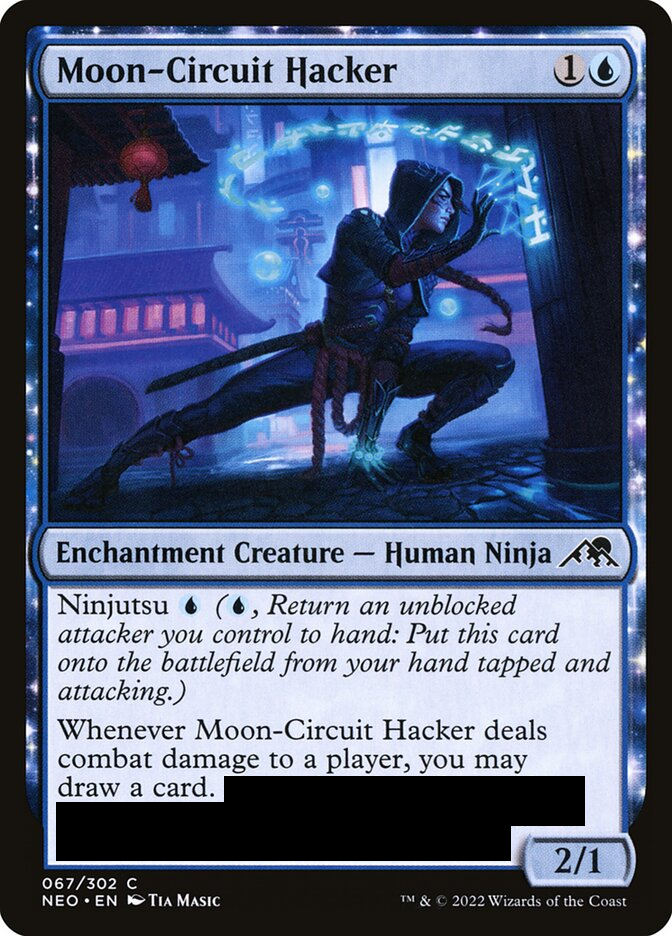 Moon-Circuit Hacker 1
Enchantment Creature — Human Ninja
Ninjutsu (, Return an unblocked
attacker you control to hand: Put this card
onto the battlefield from your hand tapped and
attacking.)
Whenever Moon-Circuit Hacker deals
combat damage to a player, you may
draw a card.
2/1
067/302 C
NEO • EN Tia Masic
™ & © 2022 Wizards of the Coast